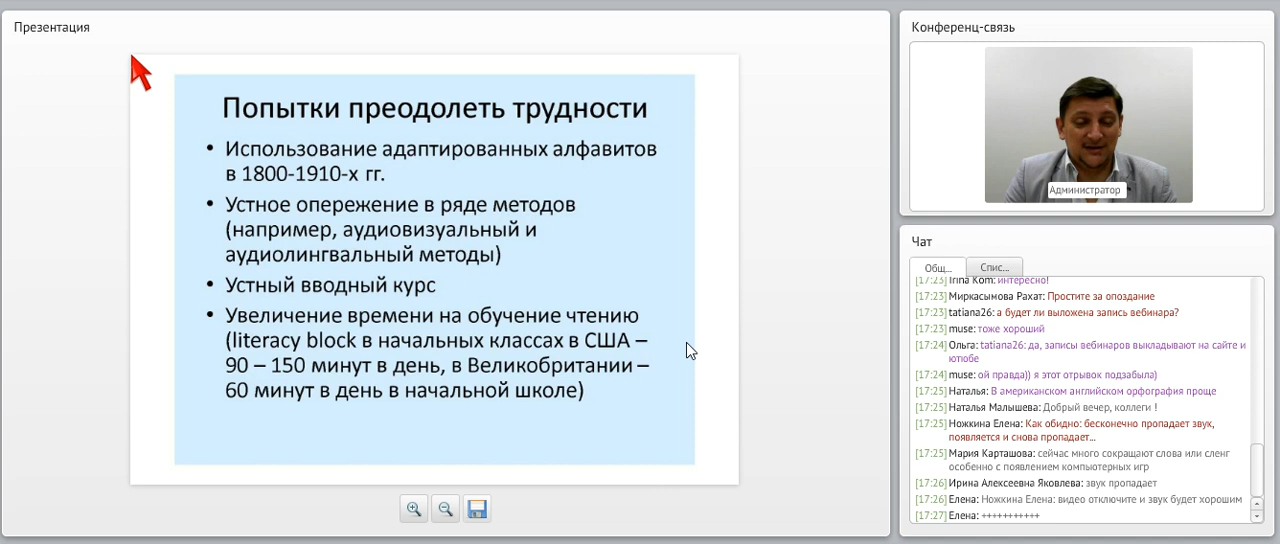 Презентация
Попытки преодолеть трудности
• Использование адаптированных алфавитов
в 1800-1910-х гг.
• Устное опережение в ряде методов
(например, аудиовизуальный и
аудиолингвальный методы)
• Устный вводный курс
• Увеличение времени на обучение чтению
(literacy block в начальных классах в США –
90 – 150 минут в день, в Великобритании –
60 минут в день в начальной школе)
Конференц-связь
Администратор
Чат
Общ...
Спис...
[17:23] Irina Kom: интересно!
[17:23] Миркасымова Рахат: Простите за опоздание
[17:23] tatiana26: а будет ли выложена запись вебинара?
[17:23] muse: тоже хороший
[17:24] Ольга: tatiana26: да, записы вебинаров выкладывают на сайте и
ютюбе
[17:24] muse: ой правда)) я этот отрывок подзабыла)
[17:25] Наталья: В американском английском орфография проще
[17:25] Наталья Малышева: Добрый вечер, коллеги !
[17:25] Ножкина Елена: Как обидно: бесконечно пропадает звук,
появляется и снова пропадает...
[17:25] Мария Карташова: сейчас много сокращают слова или сленг
особенно с появлением компьютерных игр
[17:26] Ирина Алексеевна Яковлева: звук пропадает
[17:26] Елена: Ножкина Елена: видео отключите и звук будет хорошим
[17:27] Елена: +++++++++++